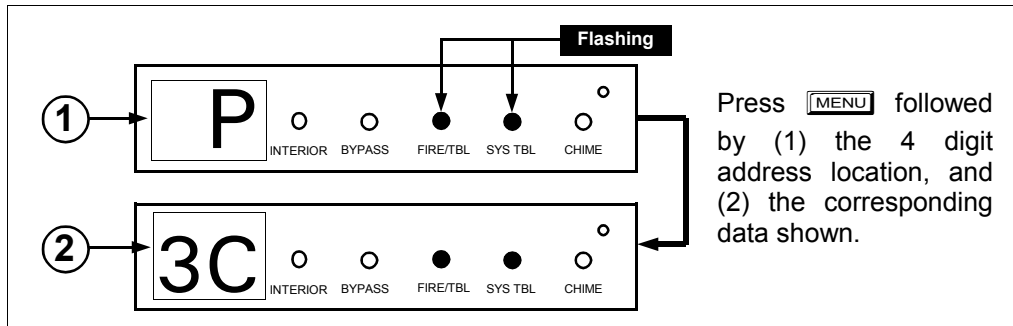 Flashing
1
P
INTERIOR BYPASS FIRE/TBL SYS TBL CHIME
2
3C
INTERIOR BYPASS FIRE/TBL SYS TBL CHIME
Press MENU followed
by (1) the 4 digit
address location, and
(2) the corresponding
data shown.